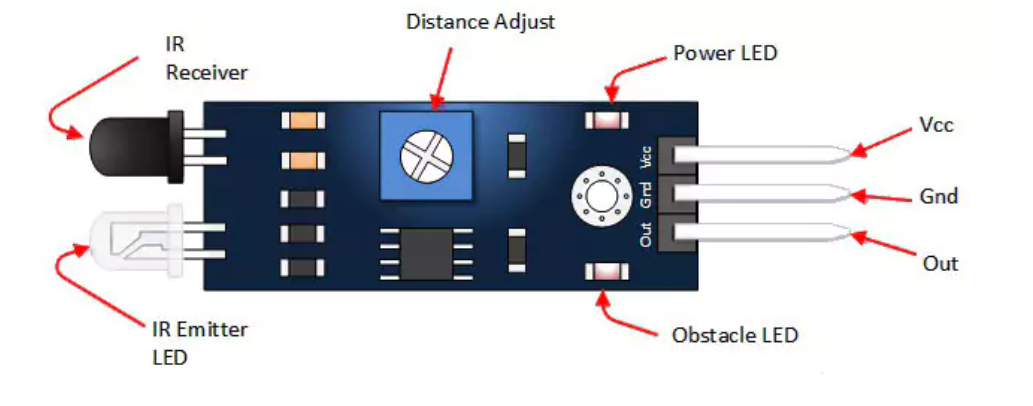 Distance Adjust
IR
Receiver
Power LED
Vcc
Gnd
Out
Vcc
Gnd
Out
IR Emitter
LED
Obstacle LED